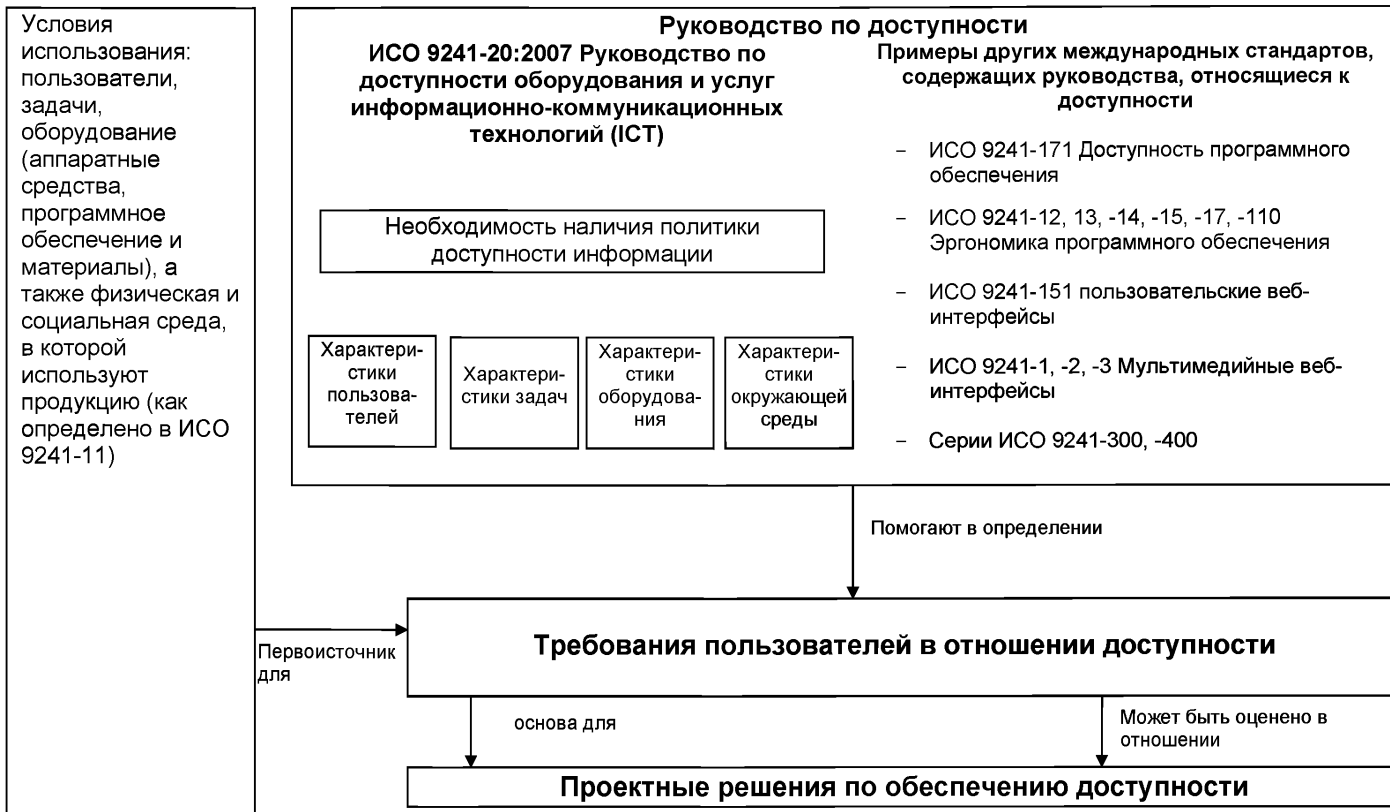 Условия
использования:
пользователи,
задачи,
оборудование
(аппаратные
средства,
программное
обеспечение и
материалы), а
также физическая и
социальная среда,
в которой
используют
продукцию (как
определено в ИСО
9241-11)
Руководство по доступности
ИСО 9241-20:2007 Руководство по
доступности оборудования и услуг
информационно-коммуникационных
технологий (ICT)
Необходимость наличия политики
доступности информации
Характери-
стики
пользова-
телей
Характери-
стики задач
Характери-
стики
оборудова-
ния
Характери-
стики
окружающей
среды
Примеры других международных стандартов,
содержащих руководства, относящиеся к
доступности
– ИСО 9241-171 Доступность программного
обеспечения
– ИСО 9241-12, 13, -14, -15, -17, -110
Эргономика программного обеспечения
– ИСО 9241-151 пользовательские веб-
интерфейсы
– ИСО 9241-1, -2, -3 Мультимедийные веб-
интерфейсы
– Серии ИСО 9241-300, -400
Помогают в определении
Первоисточник
для
Требования пользователей в отношении доступности
основа для
Может быть оценено в
отношении
Проектные решения по обеспечению доступности